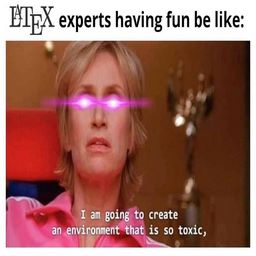 LATEX experts having fun be like:
I am going to create
an environment that is so toxic,